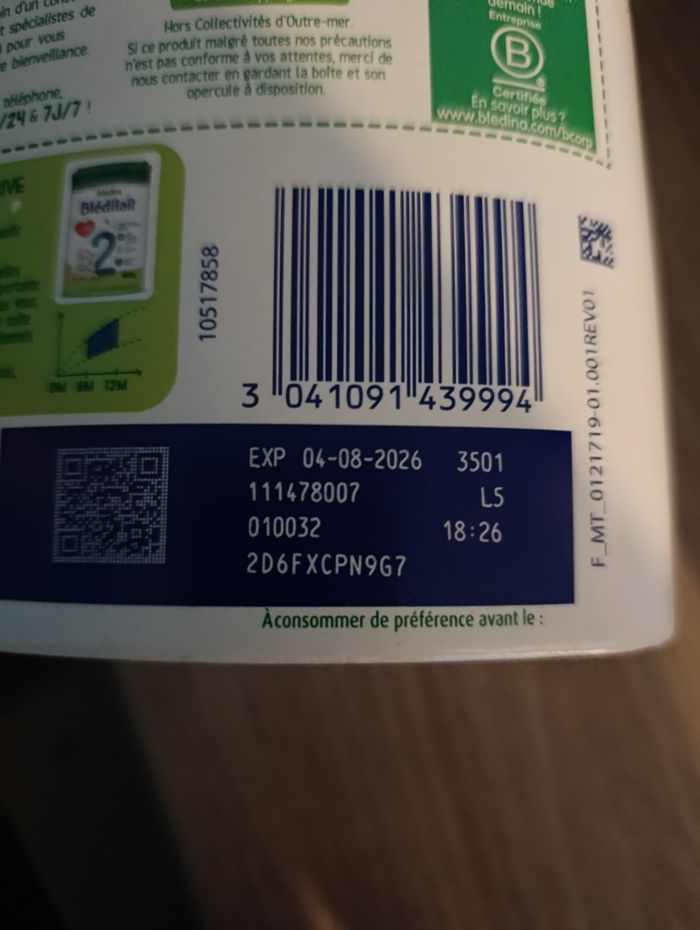 in d'un
t spécialistes de
pour vous
e bienveillance.
téléphone,
/24 & 7J/7 !
Hors Collectivités d'Outre-mer.
Si ce produit malgré toutes nos précautions
n'est pas conforme à vos attentes, merci de
nous contacter en gardant la boîte et son
opercule à disposition.
demain !
Entreprise
B
Certifiée
En savoir plus ?
www.bledina.com/bcorp
Blédilait
2
0M 6M 12M
10517858
3 041091 439994
F_MT_0121719-01.001REV01
EXP 04-08-2026 3501
111478007 L5
010032 18:26
2D6FXCPN9G7
À consommer de préférence avant le :